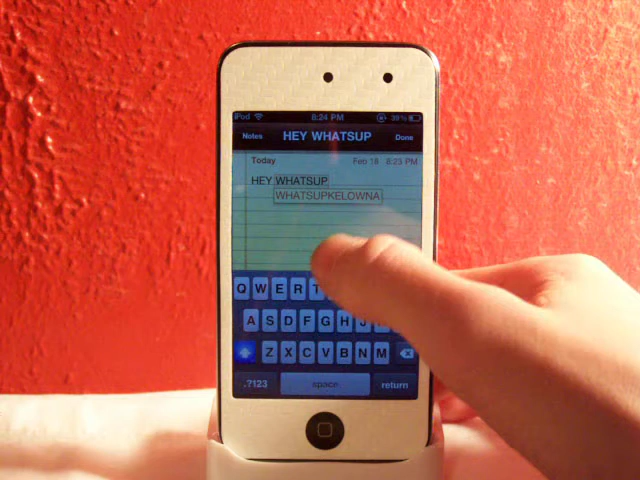 iPod 8:24 PM 39%
Notes HEY WHATSUP Done
Today Feb 18 8:23 PM
HEY WHATSUP
WHATSUPKELOWNA
Q W E R T
A S D F G H J
Z X C V B N M
.?123 space return